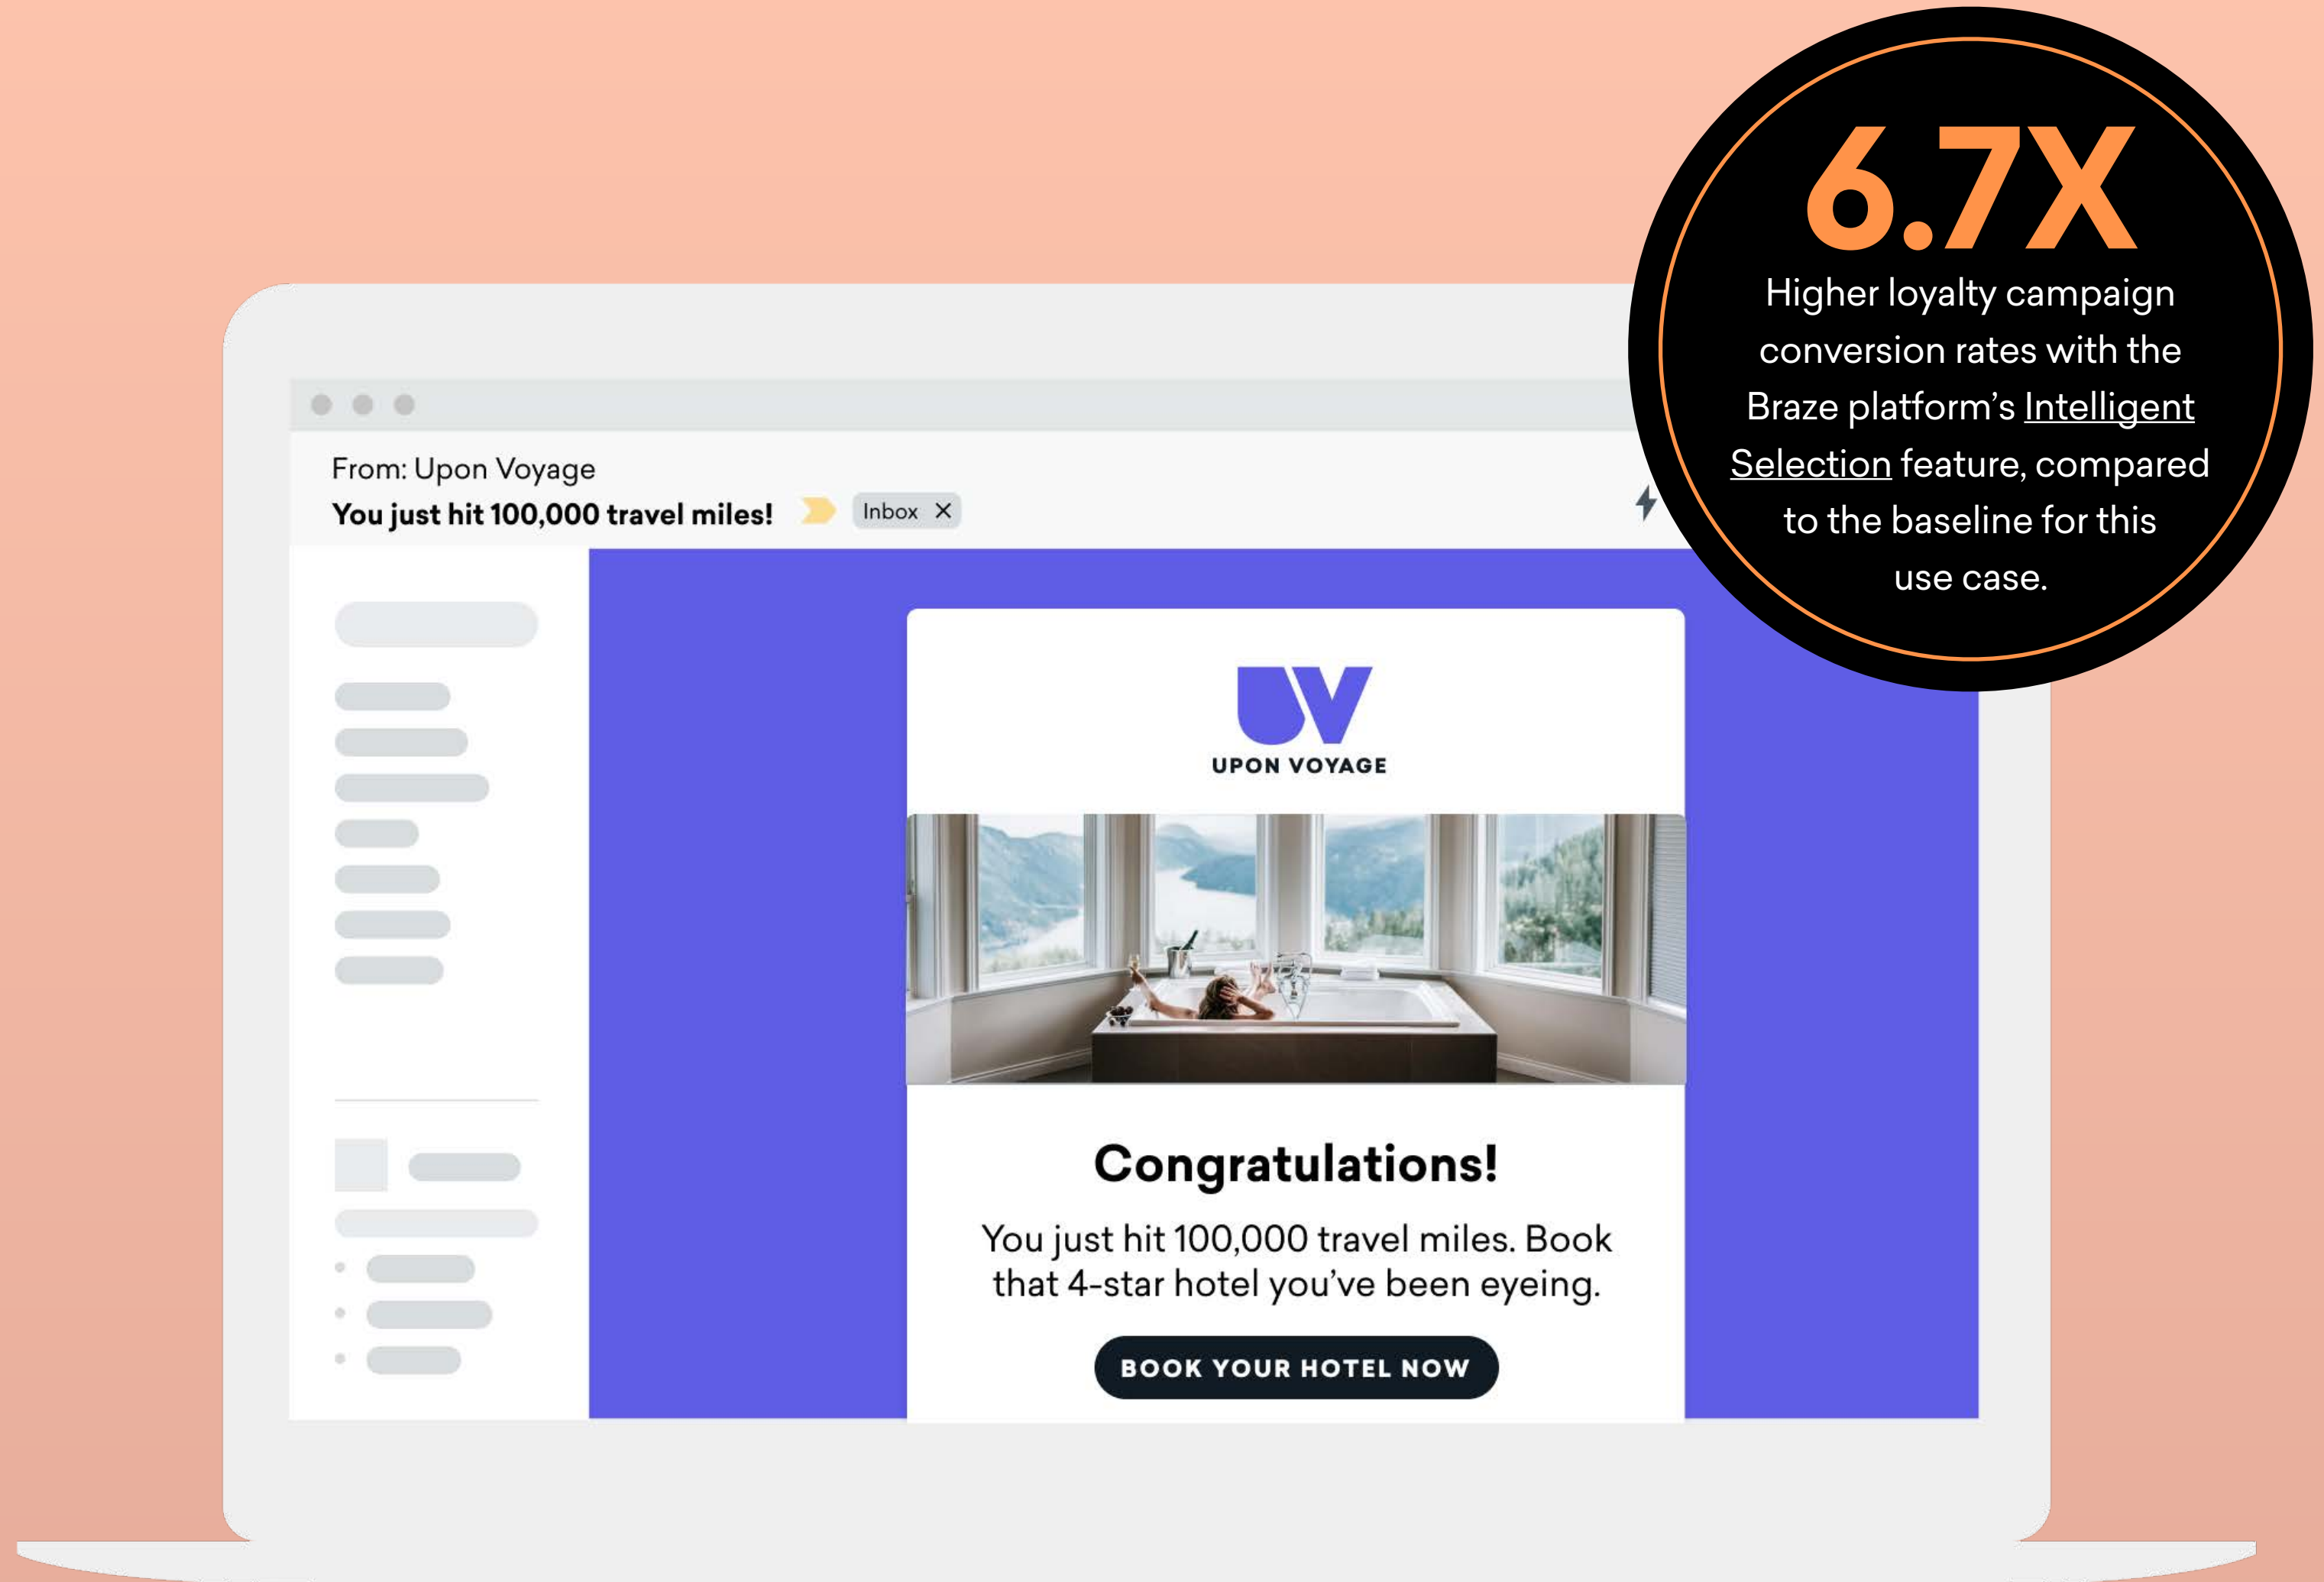 6.7X
Higher loyalty campaign
conversion rates with the
Braze platform’s Intelligent
Selection feature, compared
to the baseline for this
use case.
From: Upon Voyage
You just hit 100,000 travel miles!
Inbox X
UV
UPON VOYAGE
Congratulations!
You just hit 100,000 travel miles. Book
that 4-star hotel you’ve been eyeing.
BOOK YOUR HOTEL NOW